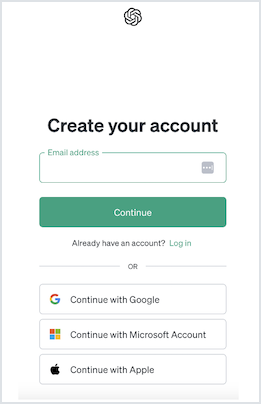 Create your account
Email address
Continue
Already have an account? Log in
OR
Continue with Google
Continue with Microsoft Account
Continue with Apple